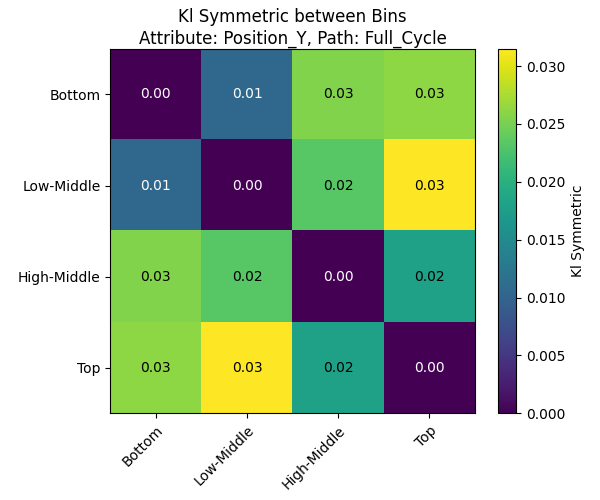 Kl Symmetric between Bins
Attribute: Position_Y, Path: Full_Cycle
Bottom 0.00 0.01 0.03 0.03
Low-Middle 0.01 0.00 0.02 0.03
High-Middle 0.03 0.02 0.00 0.02
Top 0.03 0.03 0.02 0.00
Bottom Low-Middle High-Middle Top
0.030
0.025
0.020
0.015
0.010
0.005
0.000
Kl Symmetric